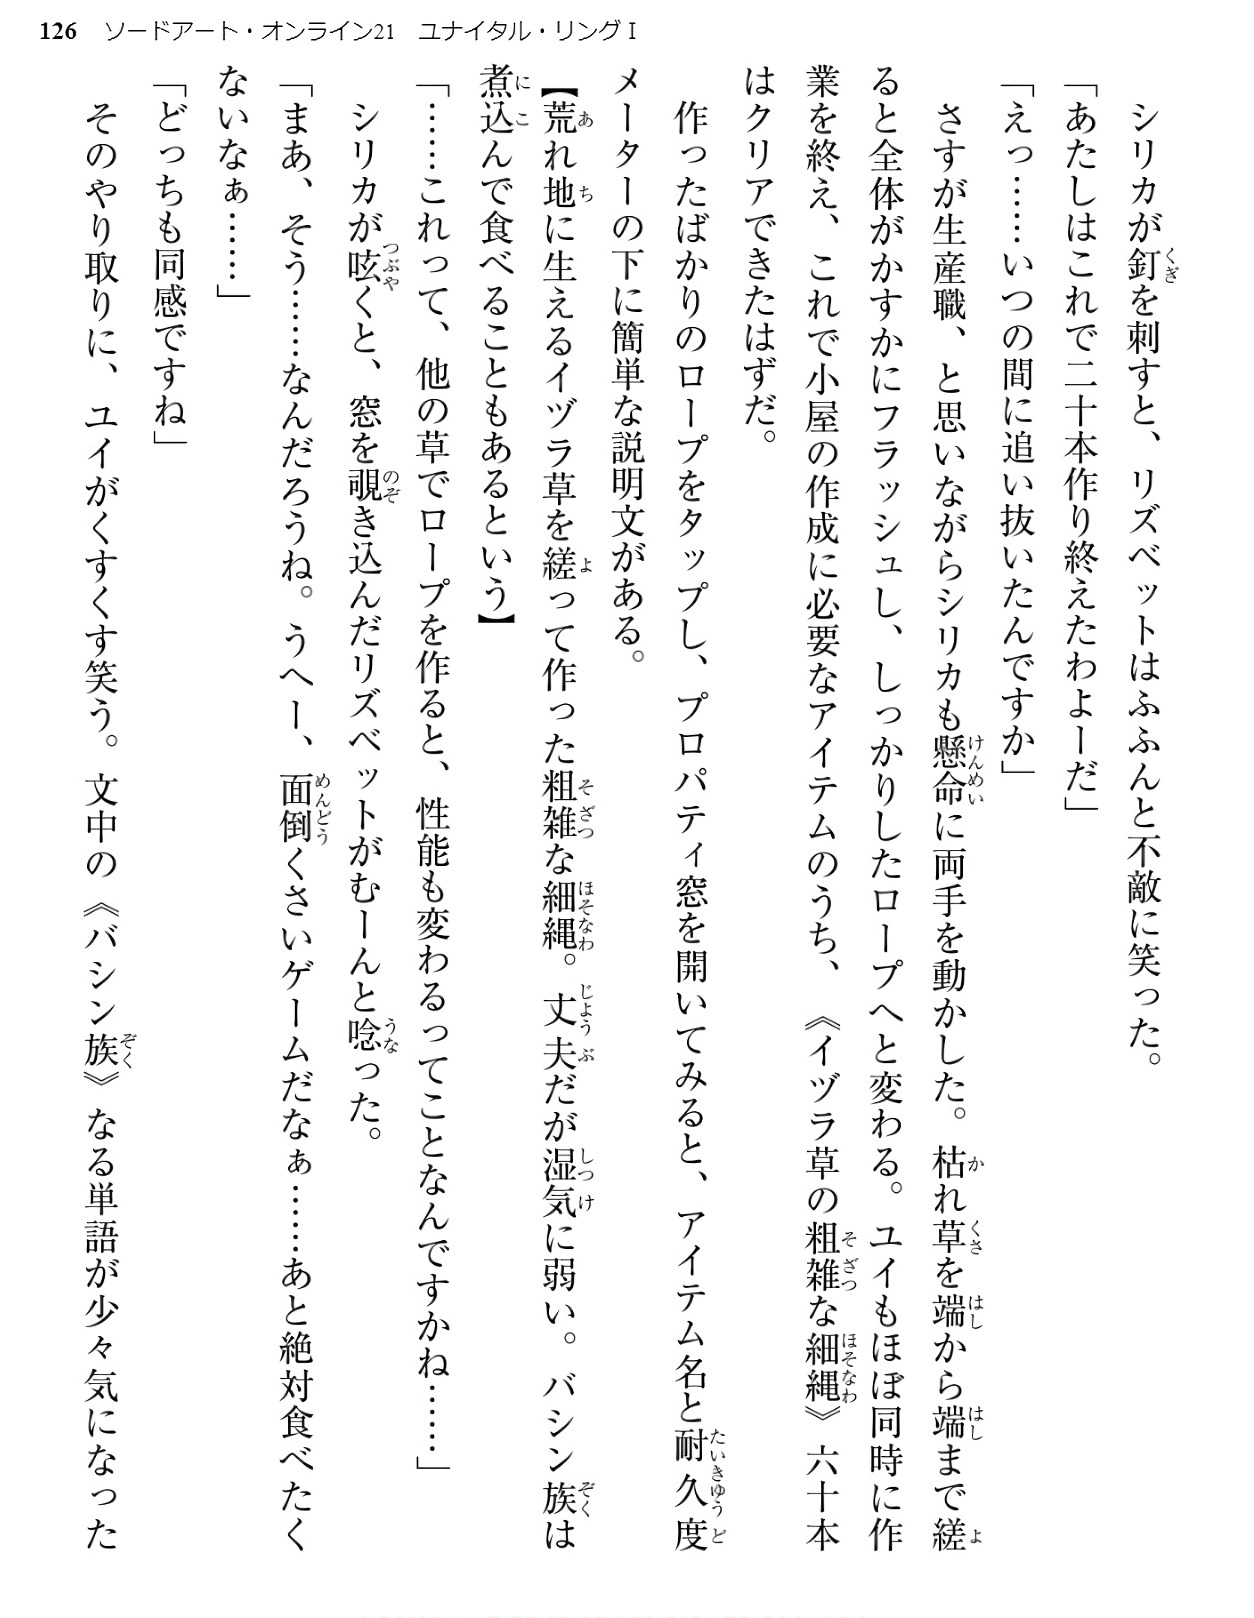 126　ソードアート・オンライン21　ユナイタル・リングⅠ
　シリカが釘を刺すと、リズベットはふふんと不敵に笑った。
「あたしはこれで二十本作り終えたわよーだ」
「えっ……いつの間に追い抜いたんですか」
　さすが生産職、と思いながらシリカも懸命に両手を動かした。枯れ草を端から端まで縒
ると全体がかすかにフラッシュし、しっかりしたロープへと変わる。ユイもほぼ同時に作
業を終え、これで小屋の作成に必要なアイテムのうち、《イヅラ草の粗雑な細縄》六十本
はクリアできたはずだ。
　作ったばかりのロープをタップし、プロパティ窓を開いてみると、アイテム名と耐久度
メーターの下に簡単な説明文がある。
【荒れ地に生えるイヅラ草を縒って作った粗雑な細縄。丈夫だが湿気に弱い。バシン族は
煮込んで食べることもあるという】
「……これって、他の草でロープを作ると、性能も変わるってことなんですかね……」
　シリカが呟くと、窓を覗き込んだリズベットがむーんと唸った。
「まあ、そう……なんだろうね。うへー、面倒くさいゲームだなぁ……あと絶対食べたく
ないなぁ……」
「どっちも同感ですね」
　そのやり取りに、ユイがくすくす笑う。文中の《バシン族》なる単語が少々気になった